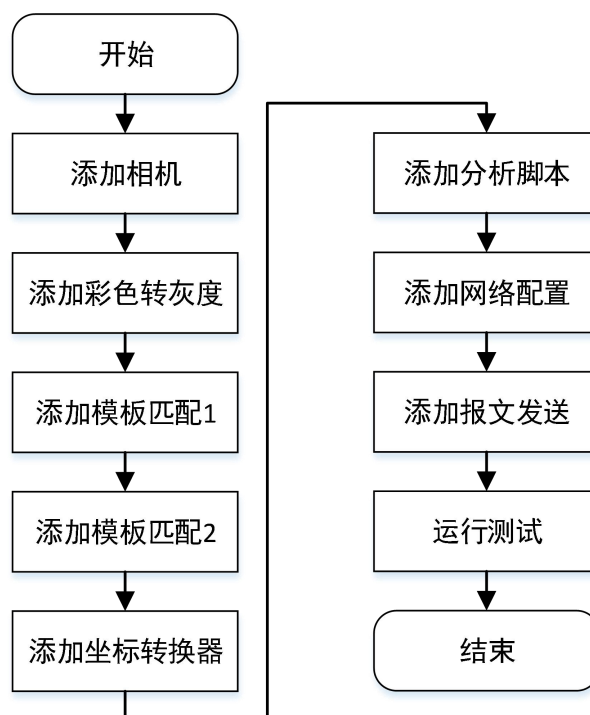 开始
添加相机
添加彩色转灰度
添加模板匹配1
添加模板匹配2
添加坐标转换器
添加分析脚本
添加网络配置
添加报文发送
运行测试
结束